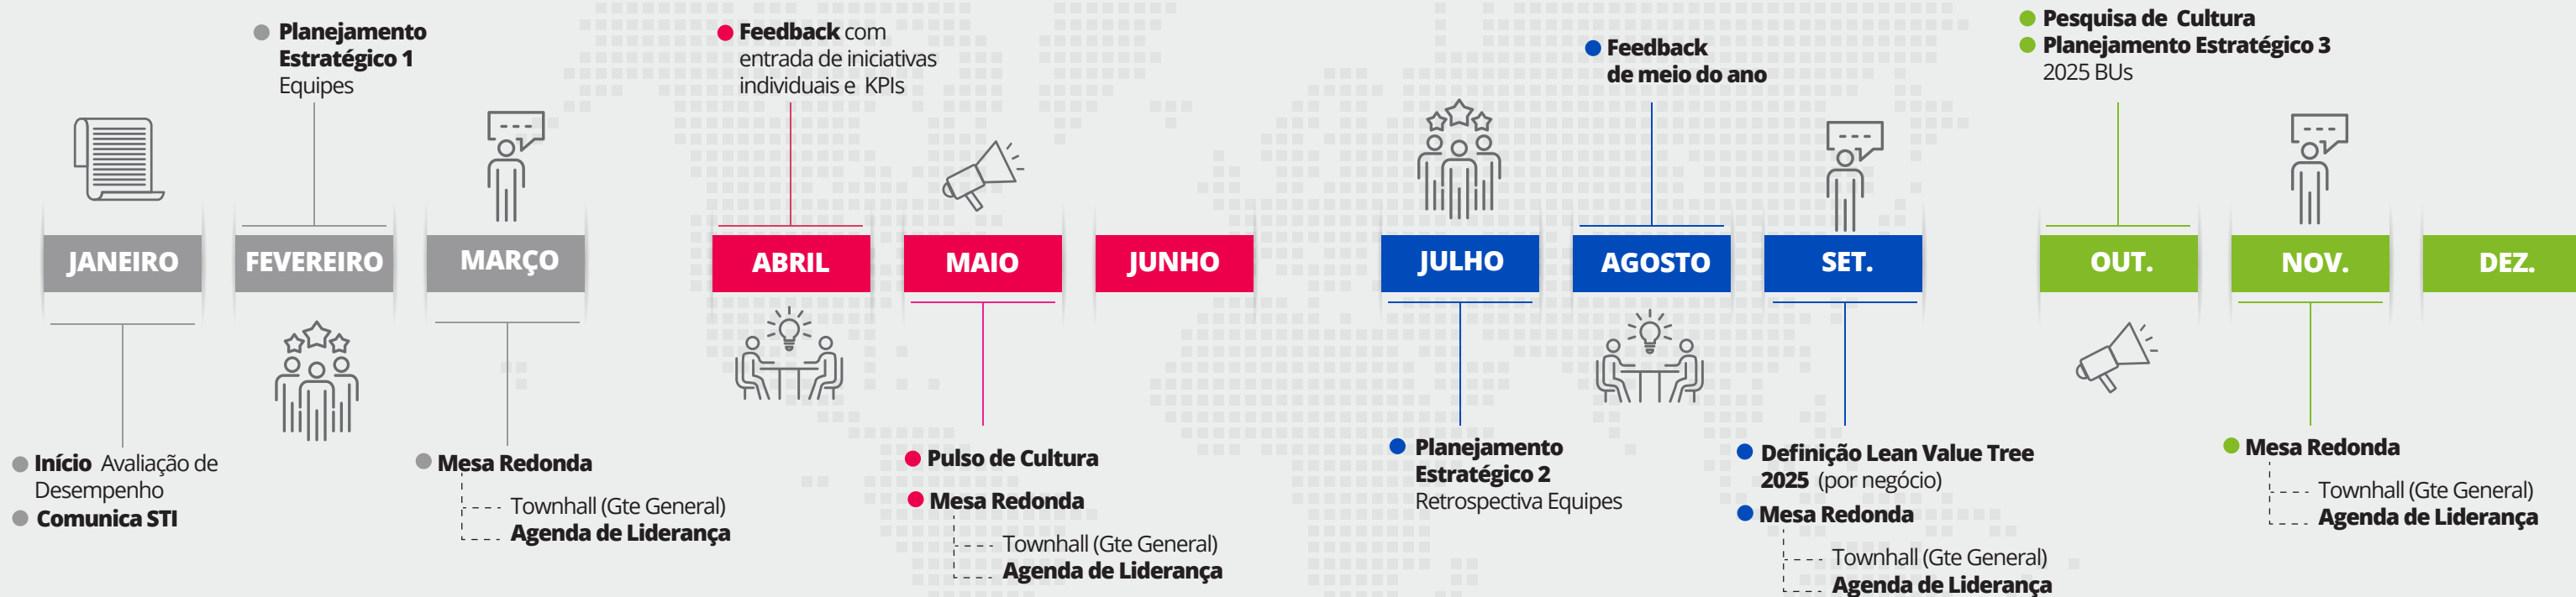 Planejamento
Estratégico 1
Equipes
Feedback com
entrada de iniciativas
individuais e KPIs
Feedback
de meio do ano
Pesquisa de Cultura
Planejamento Estratégico 3
2025 BUs
JANEIRO
FEVEREIRO
MARÇO
ABRIL
MAIO
JUNHO
JULHO
AGOSTO
SET.
OUT.
NOV.
DEZ.
Início Avaliação de
Desempenho
Comunica STI
Mesa Redonda
Townhall (Gte General)
Agenda de Liderança
Pulso de Cultura
Mesa Redonda
Townhall (Gte General)
Agenda de Liderança
Planejamento
Estratégico 2
Retrospectiva Equipes
Definição Lean Value Tree
2025 (por negócio)
Mesa Redonda
Townhall (Gte General)
Agenda de Liderança
Mesa Redonda
Townhall (Gte General)
Agenda de Liderança